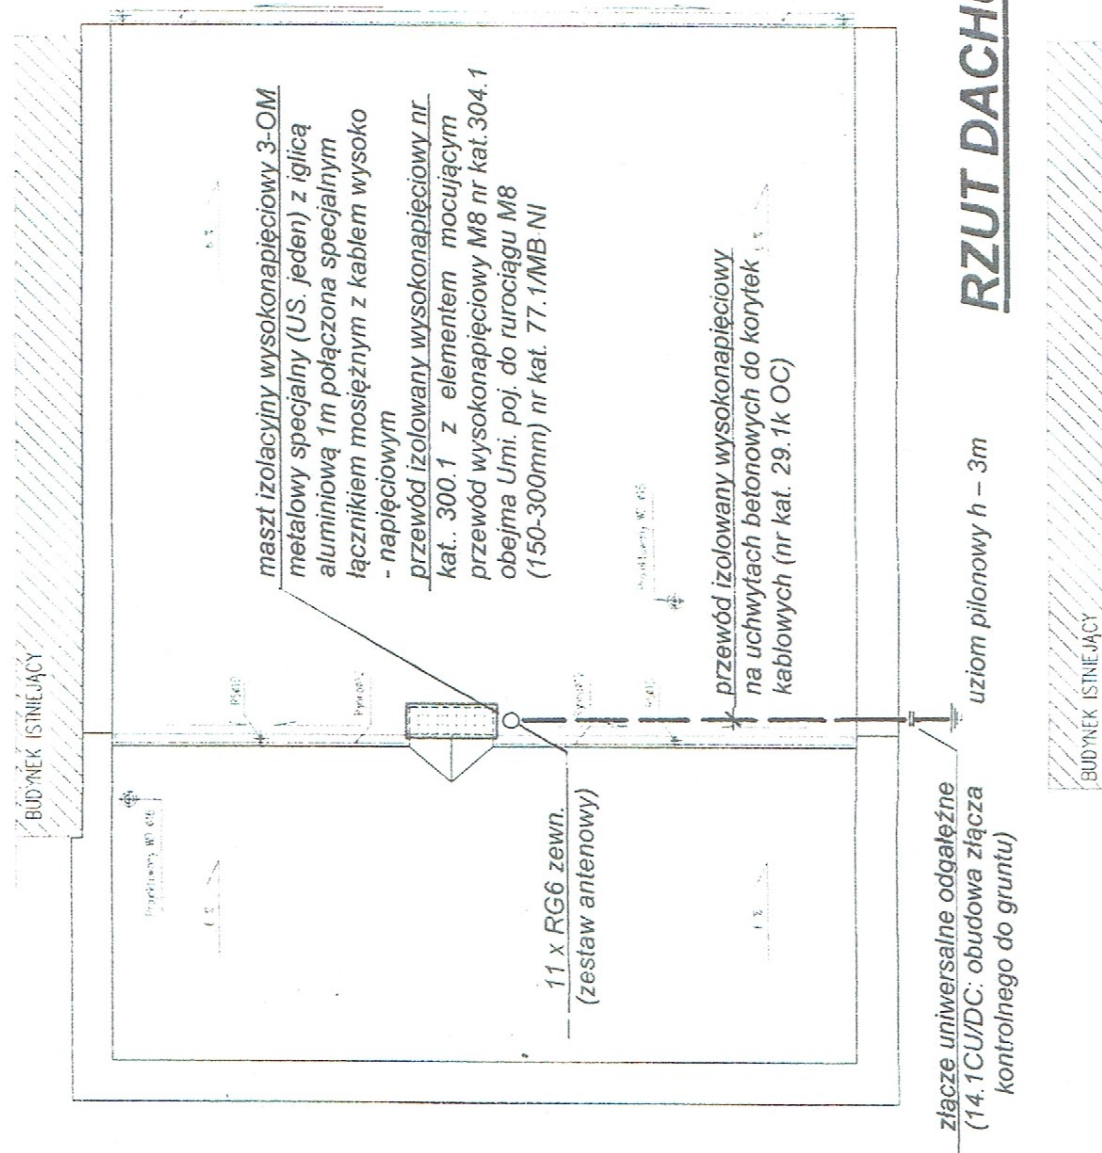 BUDYNEK ISTNIEJĄCY
maszt izolacyjny wysokonapięciowy 3-OM
metalowy specjalny (US. jeden) z iglicą
aluminiową 1m połączona specjalnym
łącznikiem mosiężnym z kablem wysoko
- napięciowym
przewód izolowany wysokonapięciowy nr
kat.. 300.1 z elementem mocującym
przewód wysokonapięciowy M8 nr kat.304.1
obejma Umi. poj. do rurociągu M8
(150-300mm) nr kat. 77.1/MB-NI
przewód izolowany wysokonapięciowy
na uchwytach betonowych do korytek
kablowych (nr kat. 29.1k OC)
11 x RG6 zewn.
(zestaw antenowy)
złącze uniwersalne odgałęźne
(14.1CU/DC: obudowa złącza
kontrolnego do gruntu)
uziom pilonowy h – 3m
RZUT DACHU
BUDYNEK ISTNIEJĄCY